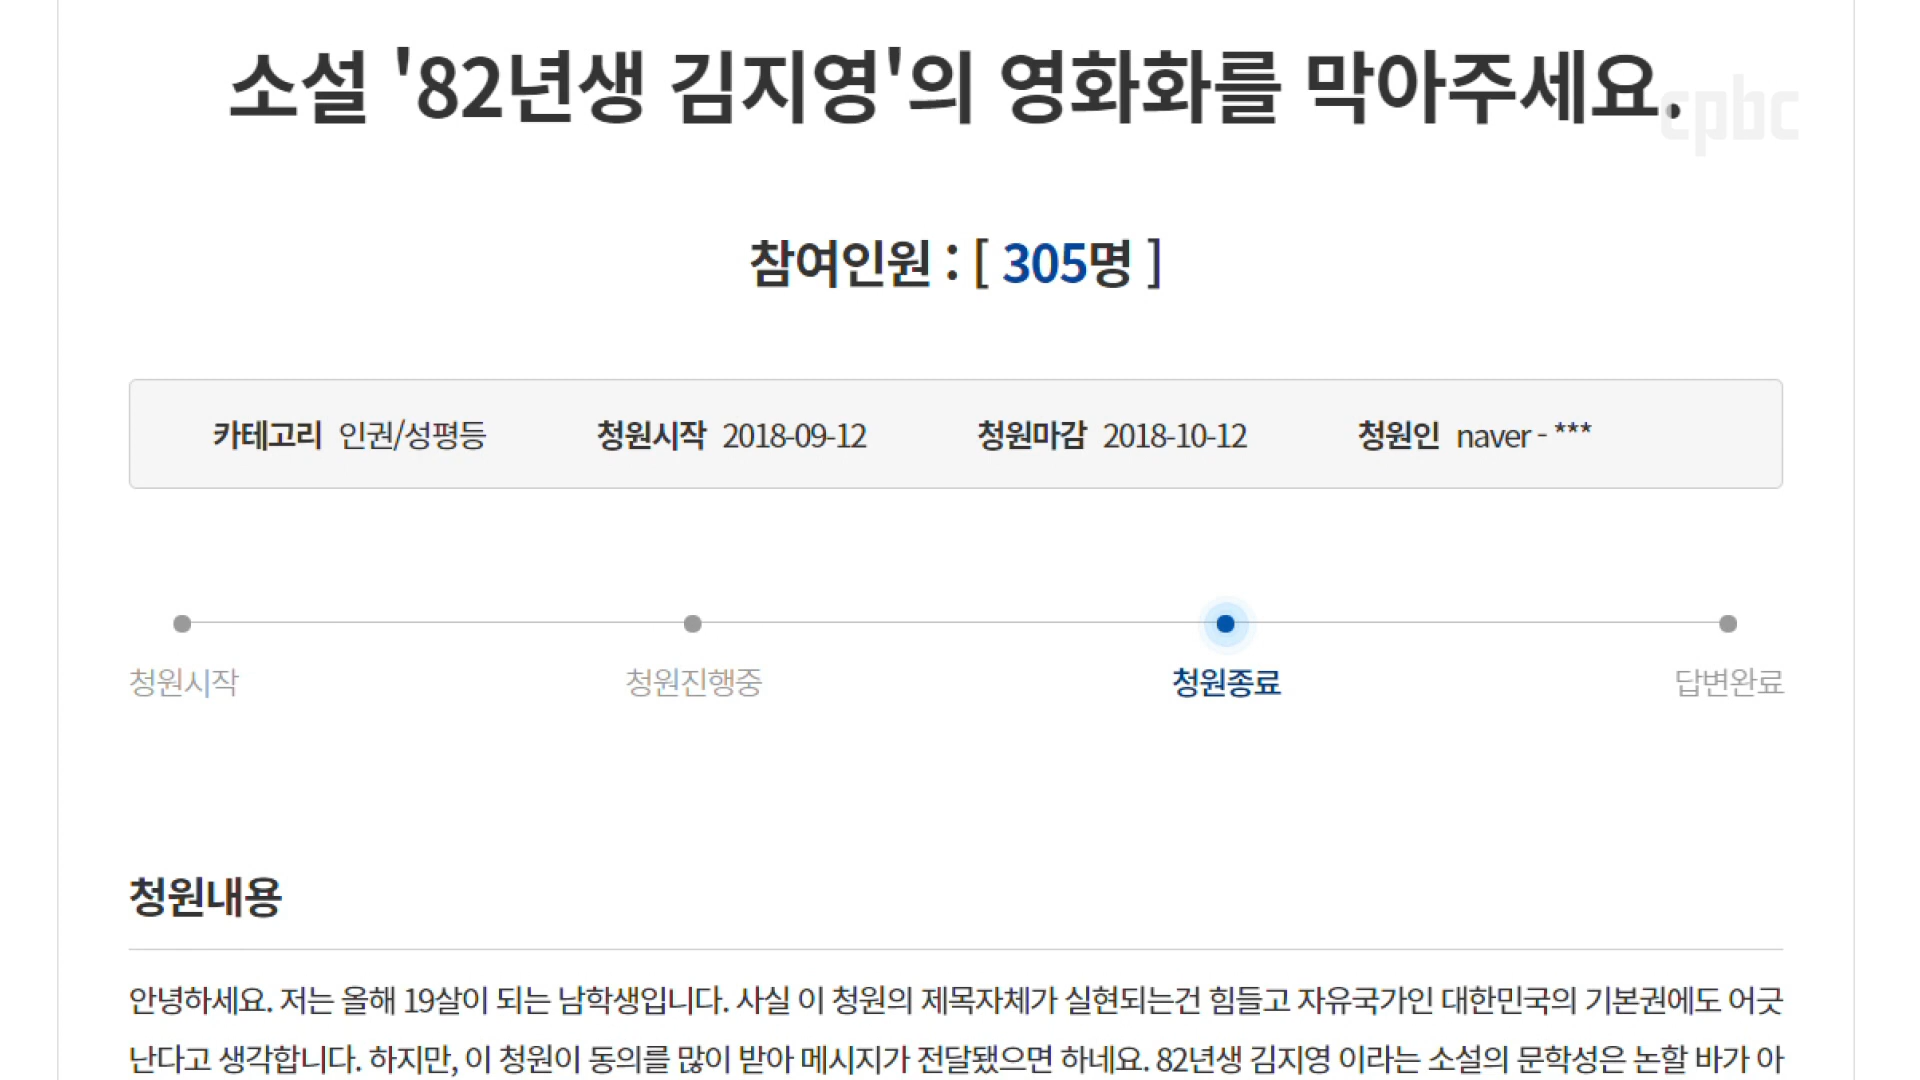 소설 '82년생 김지영'의 영화화를 막아주세요.
cpbc
참여인원 : [ 305명 ]
카테고리 인권/성평등 청원시작 2018-09-12 청원마감 2018-10-12 청원인 naver - ***
청원시작 청원진행중 청원종료 답변완료
청원내용
안녕하세요. 저는 올해 19살이 되는 남학생입니다. 사실 이 청원의 제목자체가 실현되는건 힘들고 자유국가인 대한민국의 기본권에도 어긋
난다고 생각합니다. 하지만, 이 청원이 동의를 많이 받아 메시지가 전달됐으면 하네요. 82년생 김지영 이라는 소설의 문학성은 논할 바가 아